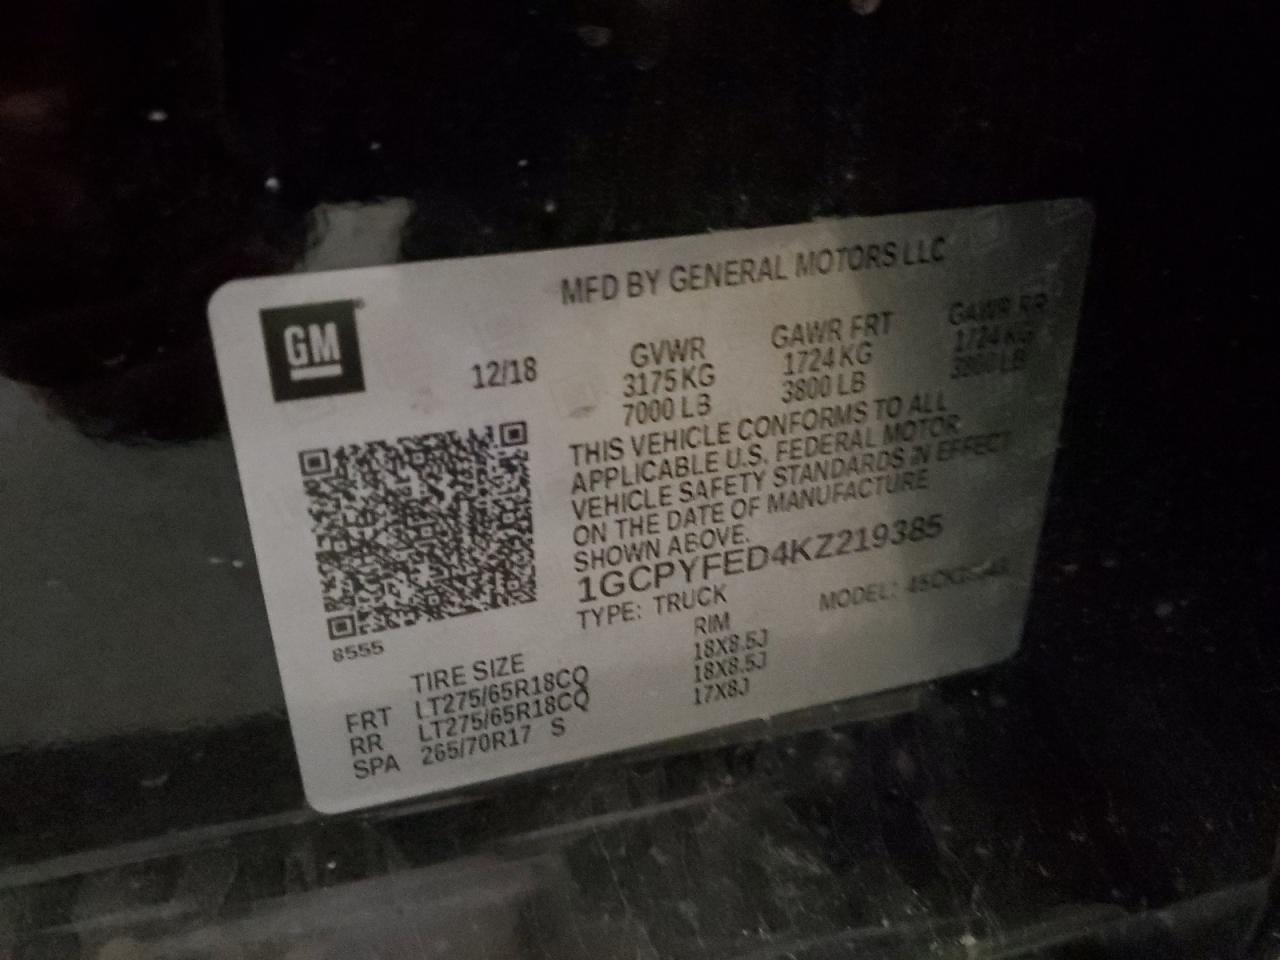 MFD BY GENERAL MOTORS LLC
GM
12/18
GVWR GAWR FRT GAWR RR
3175 KG 1724 KG 1724 KG
7000 LB 3800 LB 3800 LB
THIS VEHICLE CONFORMS TO ALL
APPLICABLE U.S. FEDERAL MOTOR
VEHICLE SAFETY STANDARDS IN EFFECT
ON THE DATE OF MANUFACTURE
SHOWN ABOVE.
1GCPYFED4KZ219385
TYPE: TRUCK MODEL:
8555
TIRE SIZE RIM
FRT LT275/65R18CQ 18X8.5J
RR LT275/65R18CQ 18X8.5J
SPA 265/70R17 S 17X8J